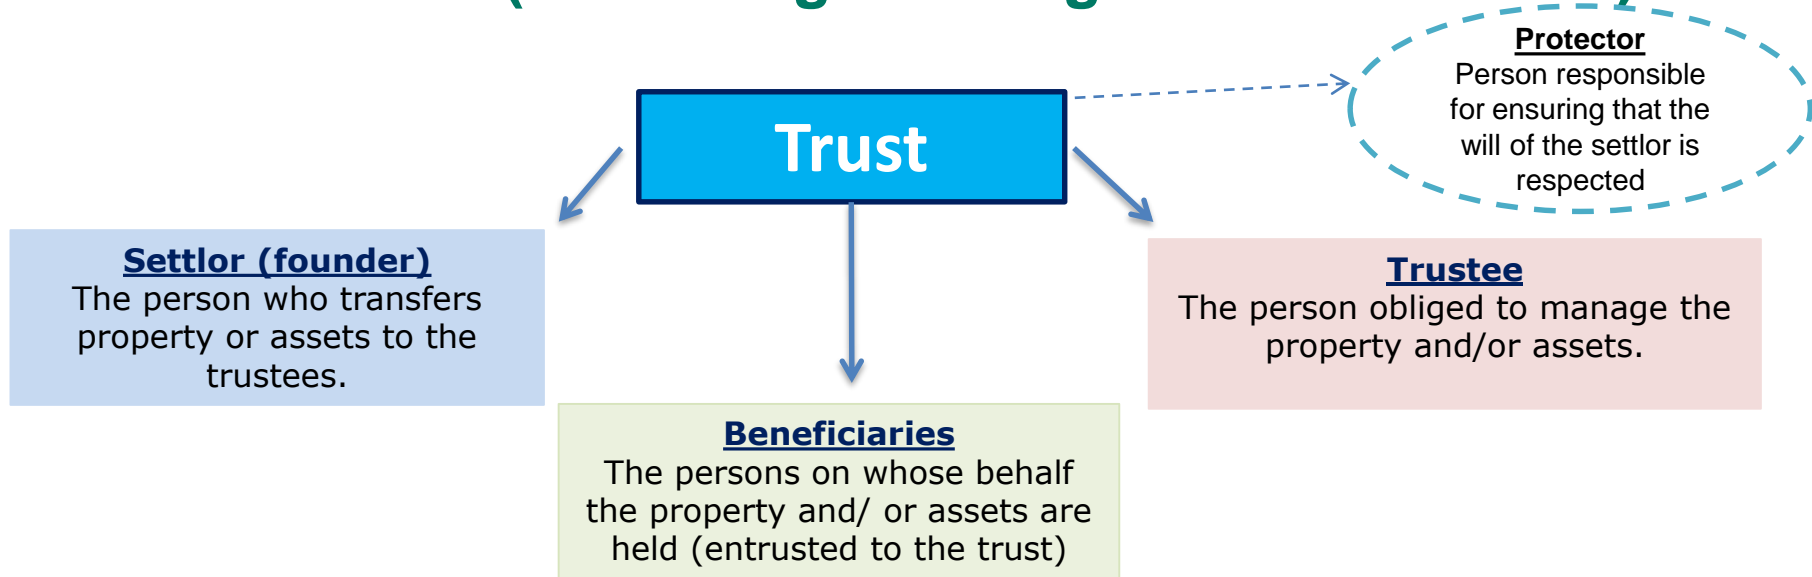 Protector
Person responsible
for ensuring that the
will of the settlor is
respected
Trust
Settlor (founder)
The person who transfers
property or assets to the
trustees.
Trustee
The person obliged to manage the
property and/or assets.
Beneficiaries
The persons on whose behalf
the property and/ or assets are
held (entrusted to the trust)